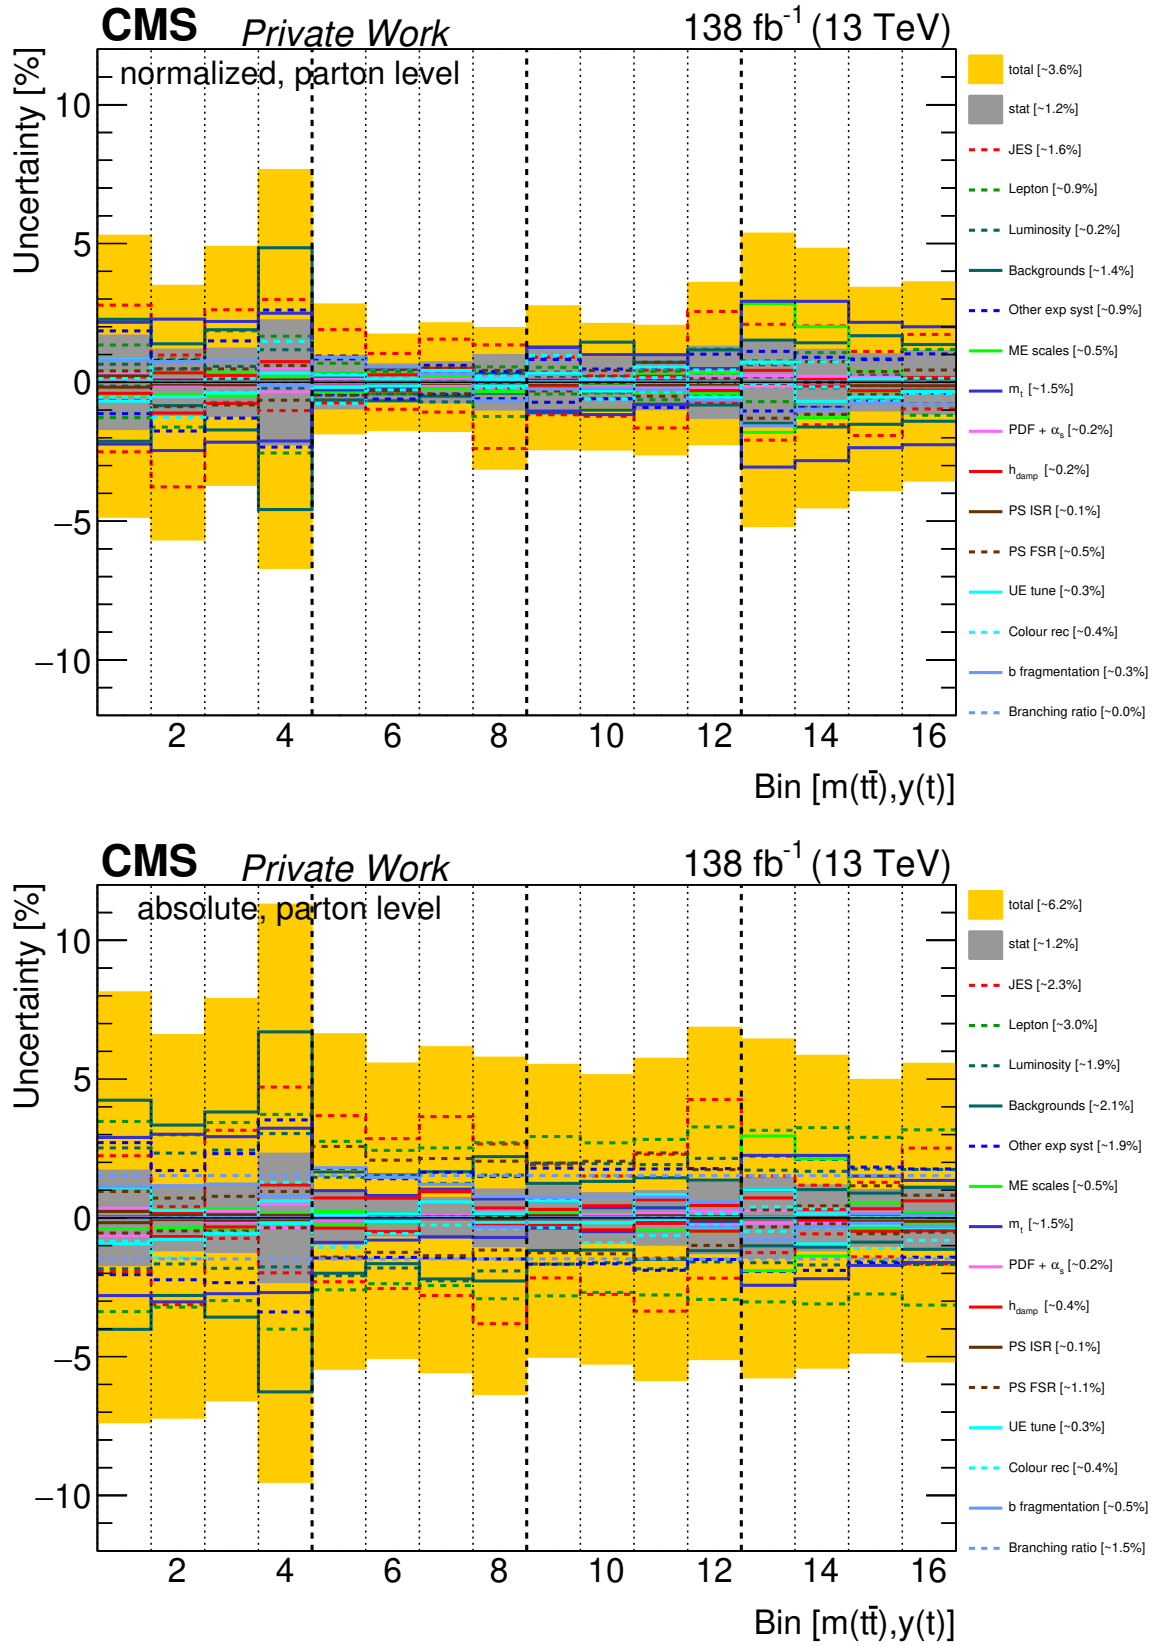 CMS Private Work 138 fb⁻¹ (13 TeV)
normalized, parton level
Uncertainty [%]
10
5
0
−5
−10
2 4 6 8 10 12 14 16
Bin [m(tt̄),y(t)]
total [~3.6%]
stat [~1.2%]
JES [~1.6%]
Lepton [~0.9%]
Luminosity [~0.2%]
Backgrounds [~1.4%]
Other exp syst [~0.9%]
ME scales [~0.5%]
mₜ [~1.5%]
PDF + αₛ [~0.2%]
h_damp [~0.2%]
PS ISR [~0.1%]
PS FSR [~0.5%]
UE tune [~0.3%]
Colour rec [~0.4%]
b fragmentation [~0.3%]
Branching ratio [~0.0%]
CMS Private Work 138 fb⁻¹ (13 TeV)
absolute, parton level
Uncertainty [%]
10
5
0
−5
−10
2 4 6 8 10 12 14 16
Bin [m(tt̄),y(t)]
total [~6.2%]
stat [~1.2%]
JES [~2.3%]
Lepton [~3.0%]
Luminosity [~1.9%]
Backgrounds [~2.1%]
Other exp syst [~1.9%]
ME scales [~0.5%]
mₜ [~1.5%]
PDF + αₛ [~0.2%]
h_damp [~0.4%]
PS ISR [~0.1%]
PS FSR [~1.1%]
UE tune [~0.3%]
Colour rec [~0.4%]
b fragmentation [~0.5%]
Branching ratio [~1.5%]